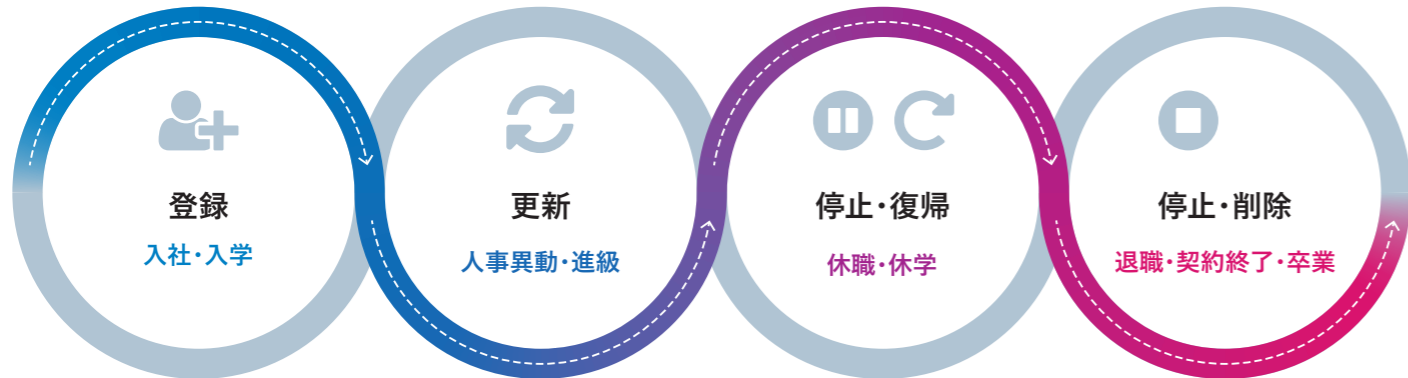 登録
入社・入学
更新
人事異動・進級
停止・復帰
休職・休学
停止・削除
退職・契約終了・卒業